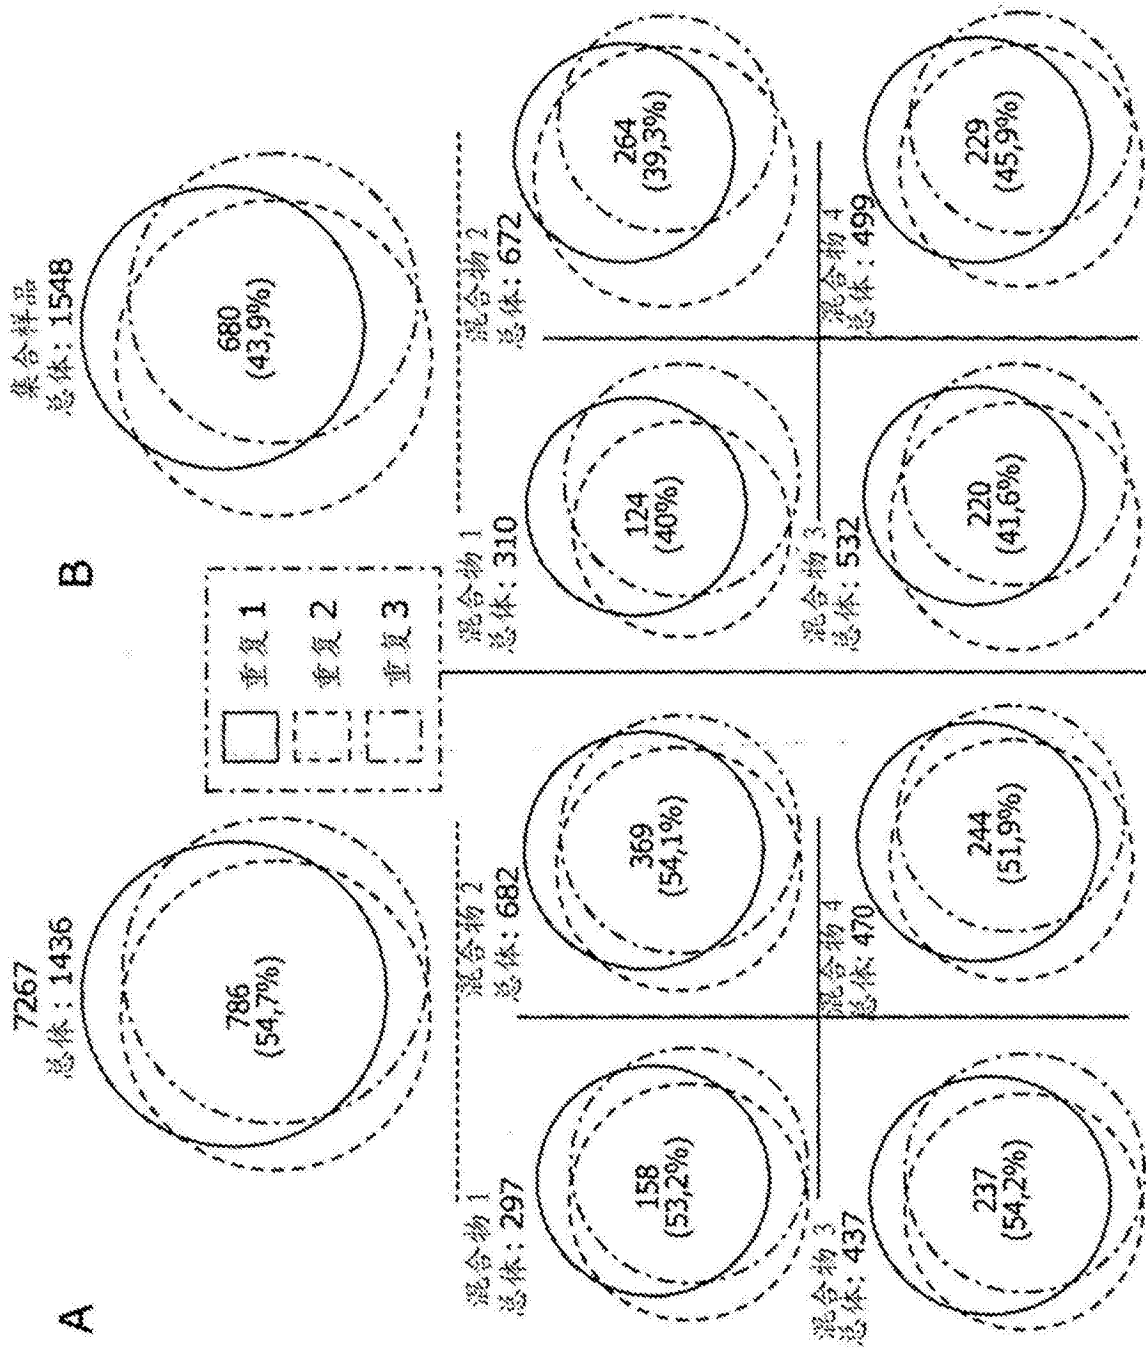 A
7267
总体：1436
786
(54,7%)
混合物 1
总体：297
158
(53,2%)
混合物 2
总体：682
369
(54,1%)
混合物 3
总体：437
237
(54,2%)
混合物 4
总体：470
244
(51,9%)
重复 1
重复 2
重复 3
B
集合样品
总体：1548
680
(43,9%)
混合物 1
总体：310
124
(40%)
混合物 2
总体：672
264
(39,3%)
混合物 3
总体：532
220
(41,6%)
混合物 4
总体：499
229
(45,9%)